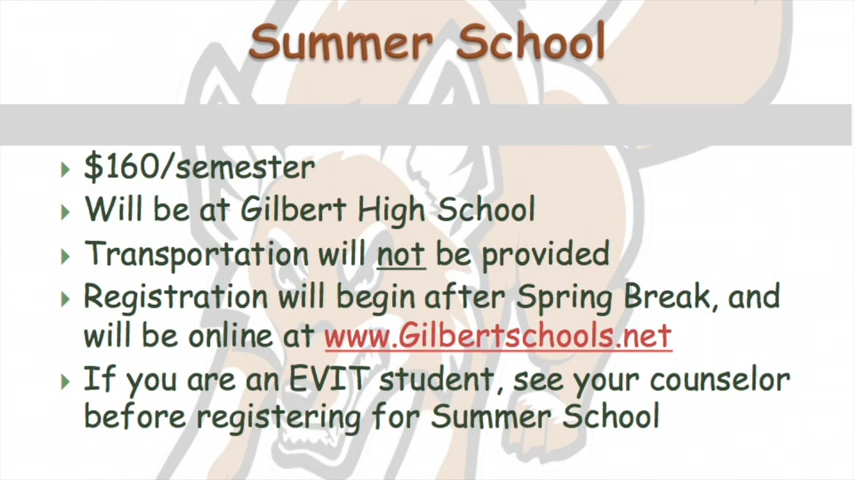 Summer School
$160/semester
Will be at Gilbert High School
Transportation will not be provided
Registration will begin after Spring Break, and
will be online at www.Gilbertschools.net
If you are an EVIT student, see your counselor
before registering for Summer School